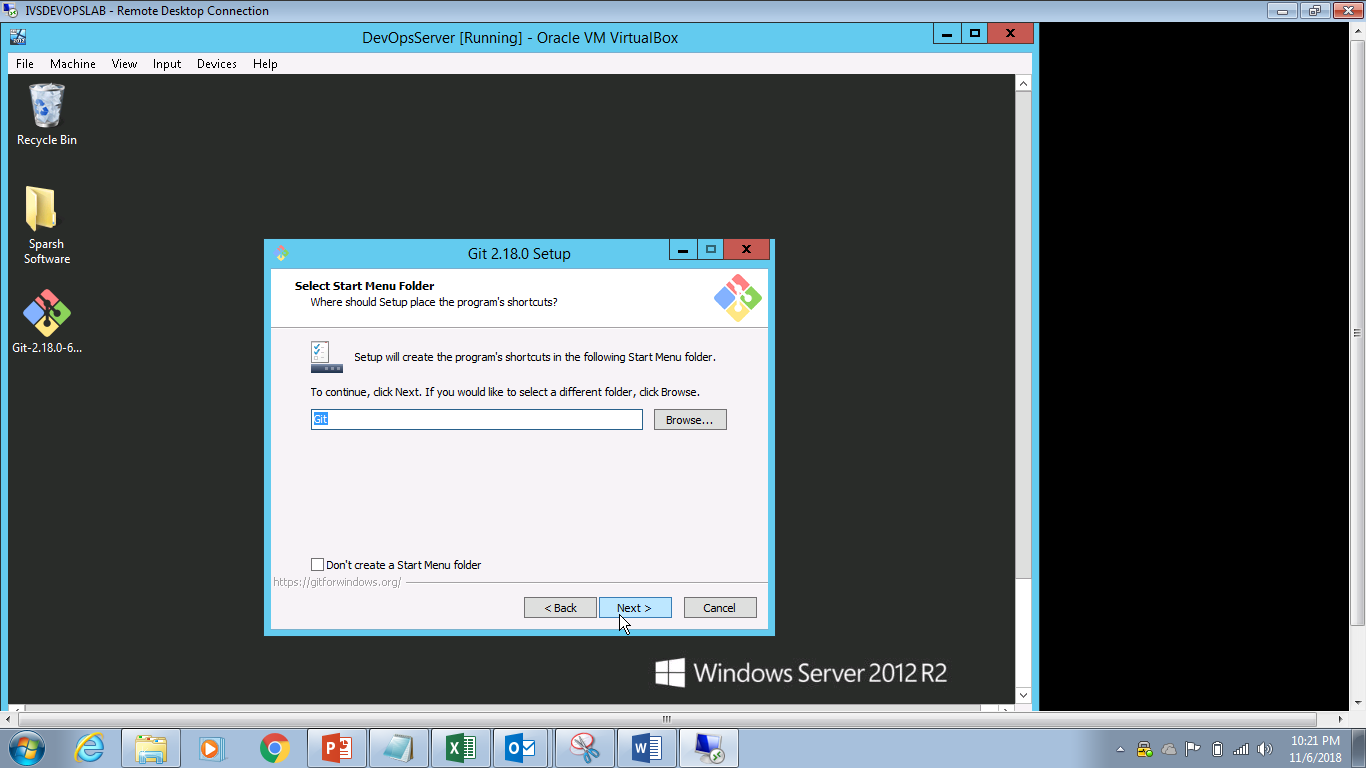 IVSDEVOPSLAB - Remote Desktop Connection
DevOpsServer [Running] - Oracle VM VirtualBox
File Machine View Input Devices Help
Recycle Bin
Sparsh
Software
Git-2.18.0-6...
Git 2.18.0 Setup
Select Start Menu Folder
Where should Setup place the program's shortcuts?
Setup will create the program's shortcuts in the following Start Menu folder.
To continue, click Next. If you would like to select a different folder, click Browse.
Git
Browse...
Don't create a Start Menu folder
https://gitforwindows.org/
< Back
Next >
Cancel
Windows Server 2012 R2
10:21 PM
11/6/2018